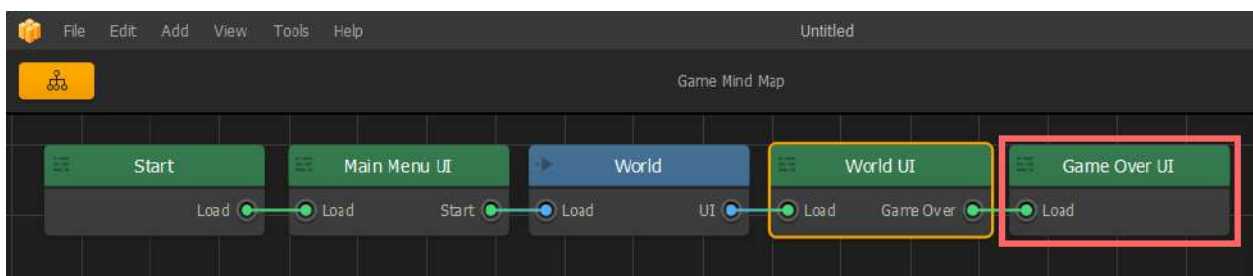 File Edit Add View Tools Help Untitled
Game Mind Map
Start Main Menu UI World World UI Game Over UI
Load Load Start Load UI Load Game Over Load